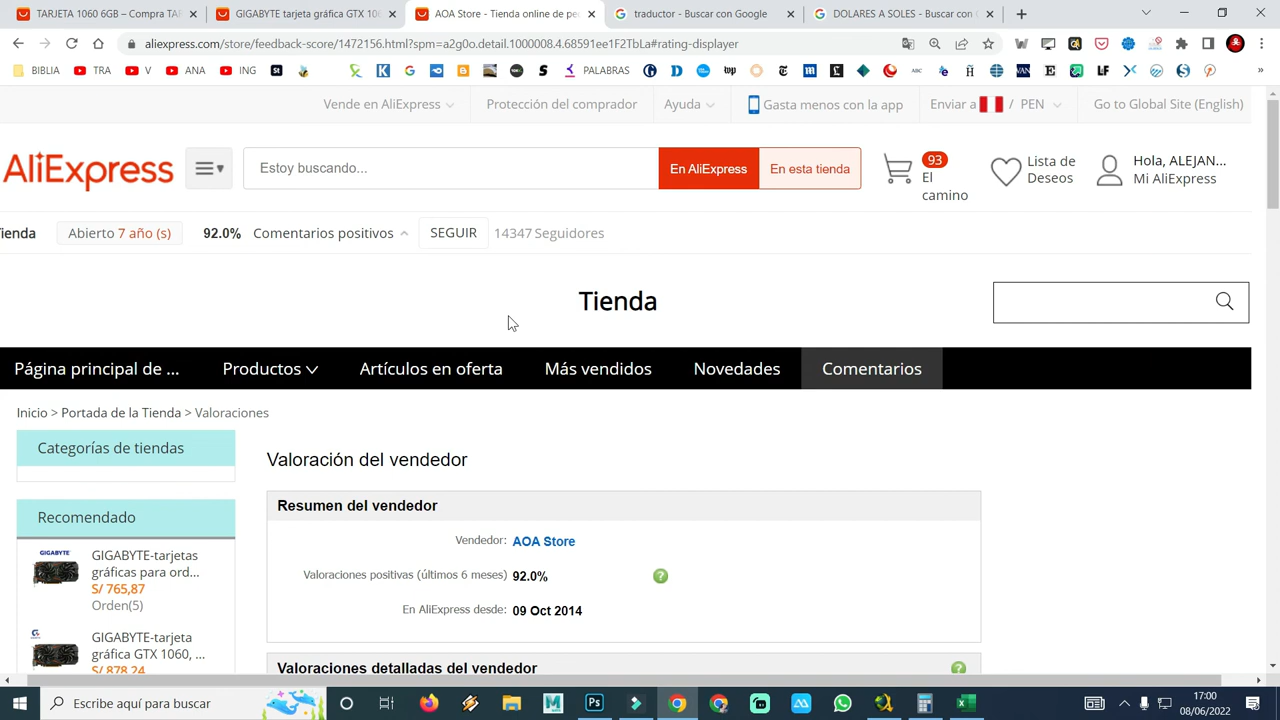 TARJETA 1060 6GB – Compra TAR
GIGABYTE tarjeta gráfica GTX 106
AOA Store - Tienda online de pe
traductor - Buscar con Google
DOLARES A SOLES - Buscar con
aliexpress.com/store/feedback-score/1472156.html?spm=a2g0o.detail.1000008.4.68591ee1F2TbLa#rating-displayer
BIBLIA TRA V ANA ING PALABRAS
Vende en AliExpress Protección del comprador Ayuda Gasta menos con la app Enviar a / PEN Go to Global Site (English)
AliExpress
Estoy buscando...
En AliExpress
En esta tienda
93
El
camino
Lista de
Deseos
Hola, ALEJAN...
Mi AliExpress
ienda Abierto 7 año (s) 92.0% Comentarios positivos SEGUIR 14347 Seguidores
Tienda
Página principal de ... Productos Artículos en oferta Más vendidos Novedades Comentarios
Inicio > Portada de la Tienda > Valoraciones
Categorías de tiendas
Recomendado
GIGABYTE
GIGABYTE-tarjetas
gráficas para ord...
S/ 765,87
Orden(5)
GIGABYTE-tarjeta
gráfica GTX 1060, ...
S/ 878,24
Valoración del vendedor
Resumen del vendedor
Vendedor: AOA Store
Valoraciones positivas (últimos 6 meses) 92.0%
En AliExpress desde: 09 Oct 2014
Valoraciones detalladas del vendedor
Escribe aquí para buscar
17:00
08/06/2022